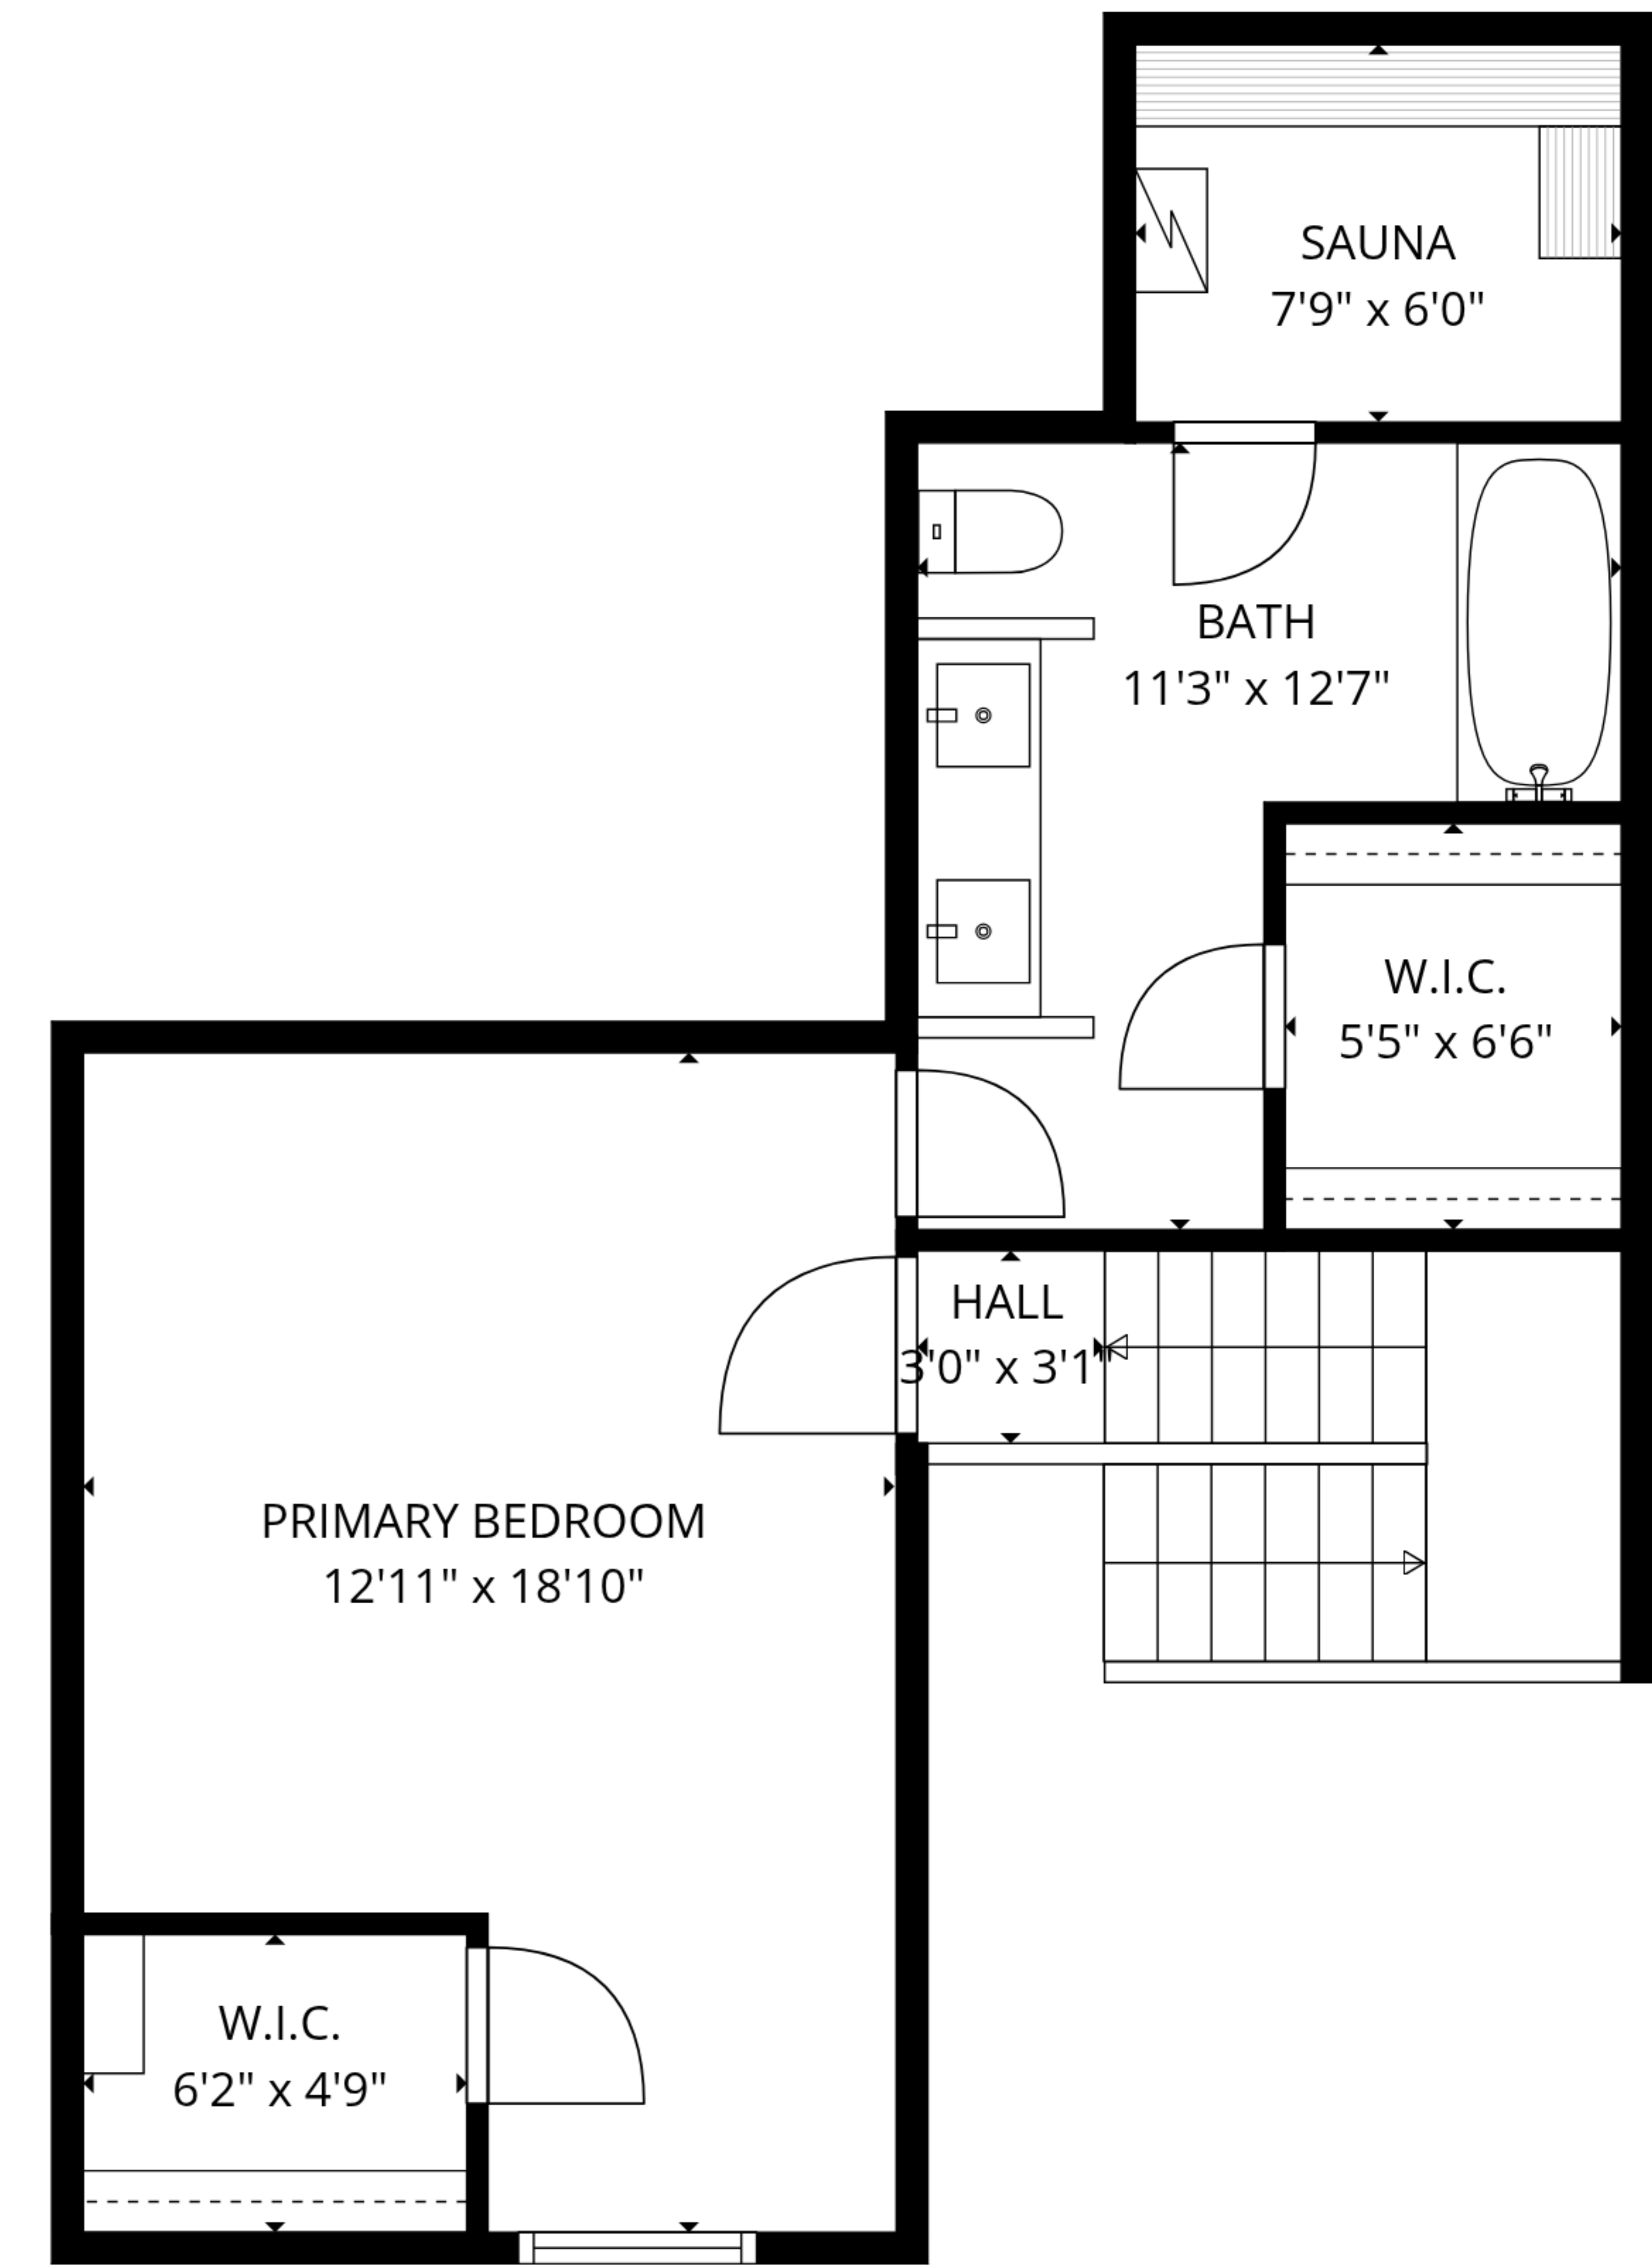 SAUNA
7'9" x 6'0"
BATH
11'3" x 12'7"
W.I.C.
5'5" x 6'6"
HALL
3'0" x 3'1"
PRIMARY BEDROOM
12'11" x 18'10"
W.I.C.
6'2" x 4'9"